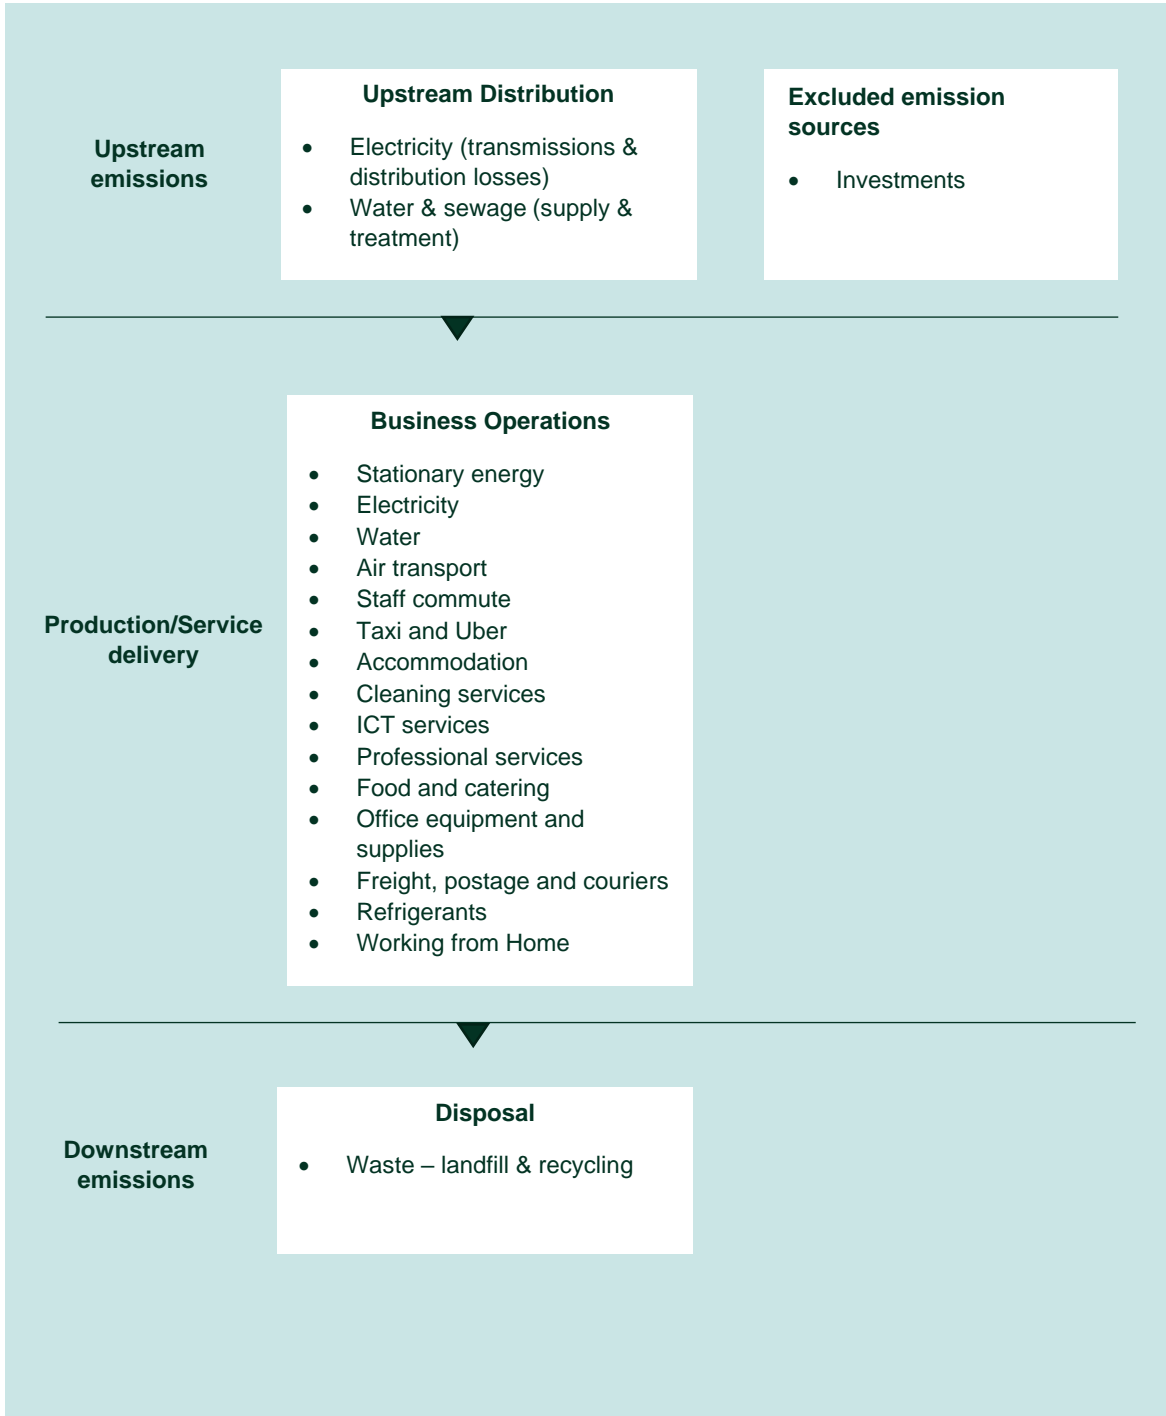 Upstream
emissions
Upstream Distribution
• Electricity (transmissions &
distribution losses)
• Water & sewage (supply &
treatment)
Excluded emission
sources
• Investments
Production/Service
delivery
Business Operations
• Stationary energy
• Electricity
• Water
• Air transport
• Staff commute
• Taxi and Uber
• Accommodation
• Cleaning services
• ICT services
• Professional services
• Food and catering
• Office equipment and
supplies
• Freight, postage and couriers
• Refrigerants
• Working from Home
Downstream
emissions
Disposal
• Waste – landfill & recycling